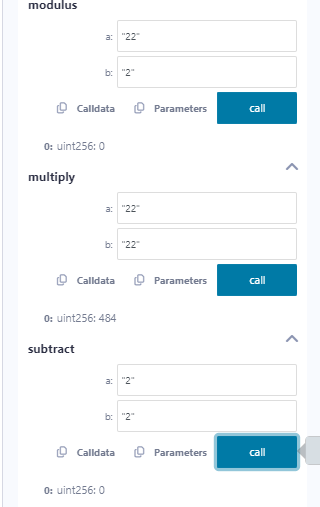 modulus
a: "22"
b: "2"
Calldata Parameters call
0: uint256: 0
multiply
a: "22"
b: "22"
Calldata Parameters call
0: uint256: 484
subtract
a: "2"
b: "2"
Calldata Parameters call
0: uint256: 0